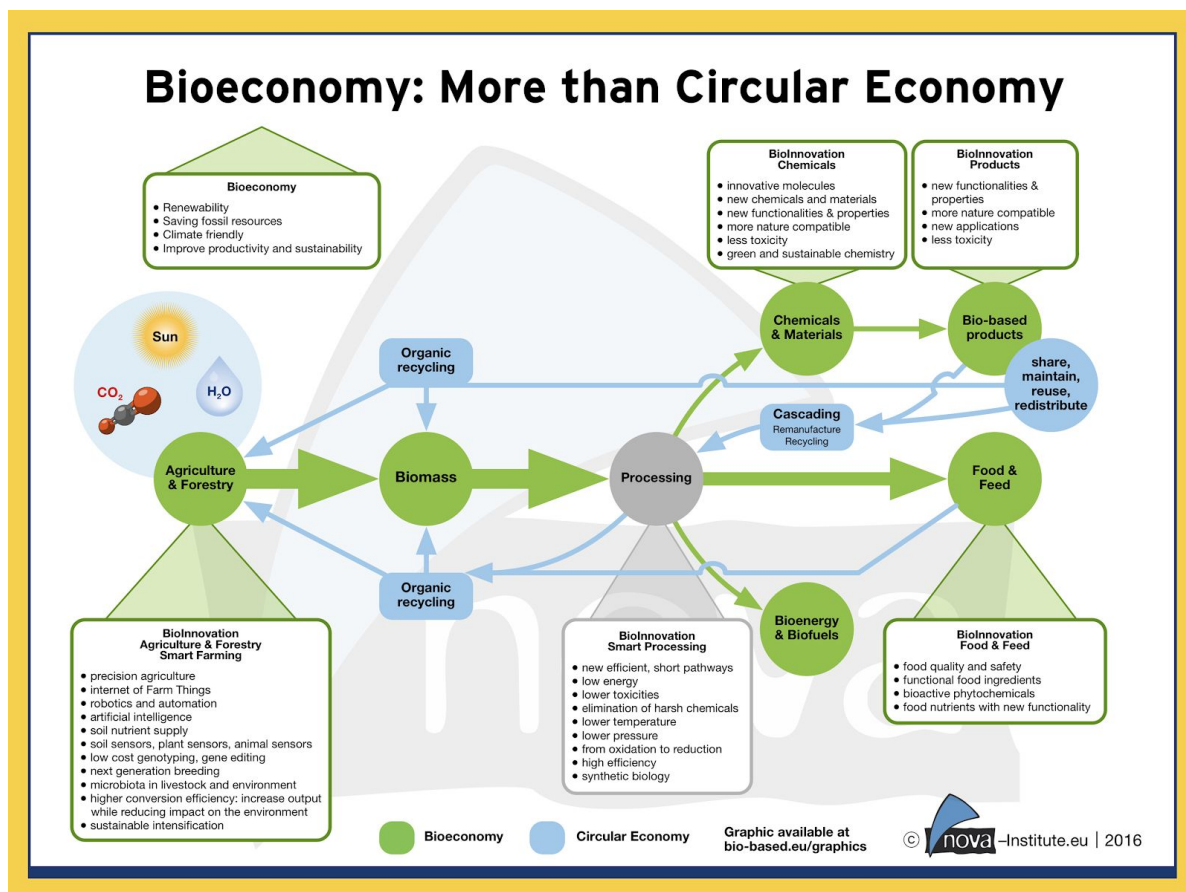 Bioeconomy: More than Circular Economy
Bioeconomy
• Renewability
• Saving fossil resources
• Climate friendly
• Improve productivity and sustainability
BioInnovation
Chemicals
• innovative molecules
• new chemicals and materials
• new functionalities & properties
• more nature compatible
• less toxicity
• green and sustainable chemistry
BioInnovation
Products
• new functionalities &
properties
• more nature compatible
• new applications
• less toxicity
Sun
CO₂
H₂O
Organic
recycling
Chemicals
& Materials
Bio-based
products
share,
maintain,
reuse,
redistribute
Cascading
Remanufacture
Recycling
Agriculture
& Forestry
Biomass
Processing
Food &
Feed
Organic
recycling
Bioenergy
& Biofuels
BioInnovation
Agriculture & Forestry
Smart Farming
• precision agriculture
• internet of Farm Things
• robotics and automation
• artificial intelligence
• soil nutrient supply
• soil sensors, plant sensors, animal sensors
• low cost genotyping, gene editing
• next generation breeding
• microbiota in livestock and environment
• higher conversion efficiency: increase output
while reducing impact on the environment
• sustainable intensification
BioInnovation
Smart Processing
• new efficient, short pathways
• low energy
• lower toxicities
• elimination of harsh chemicals
• lower temperature
• lower pressure
• from oxidation to reduction
• high efficiency
• synthetic biology
BioInnovation
Food & Feed
• food quality and safety
• functional food ingredients
• bioactive phytochemicals
• food nutrients with new functionality
nova
Bioeconomy
Circular Economy
Graphic available at
bio-based.eu/graphics
© nova-Institute.eu | 2016